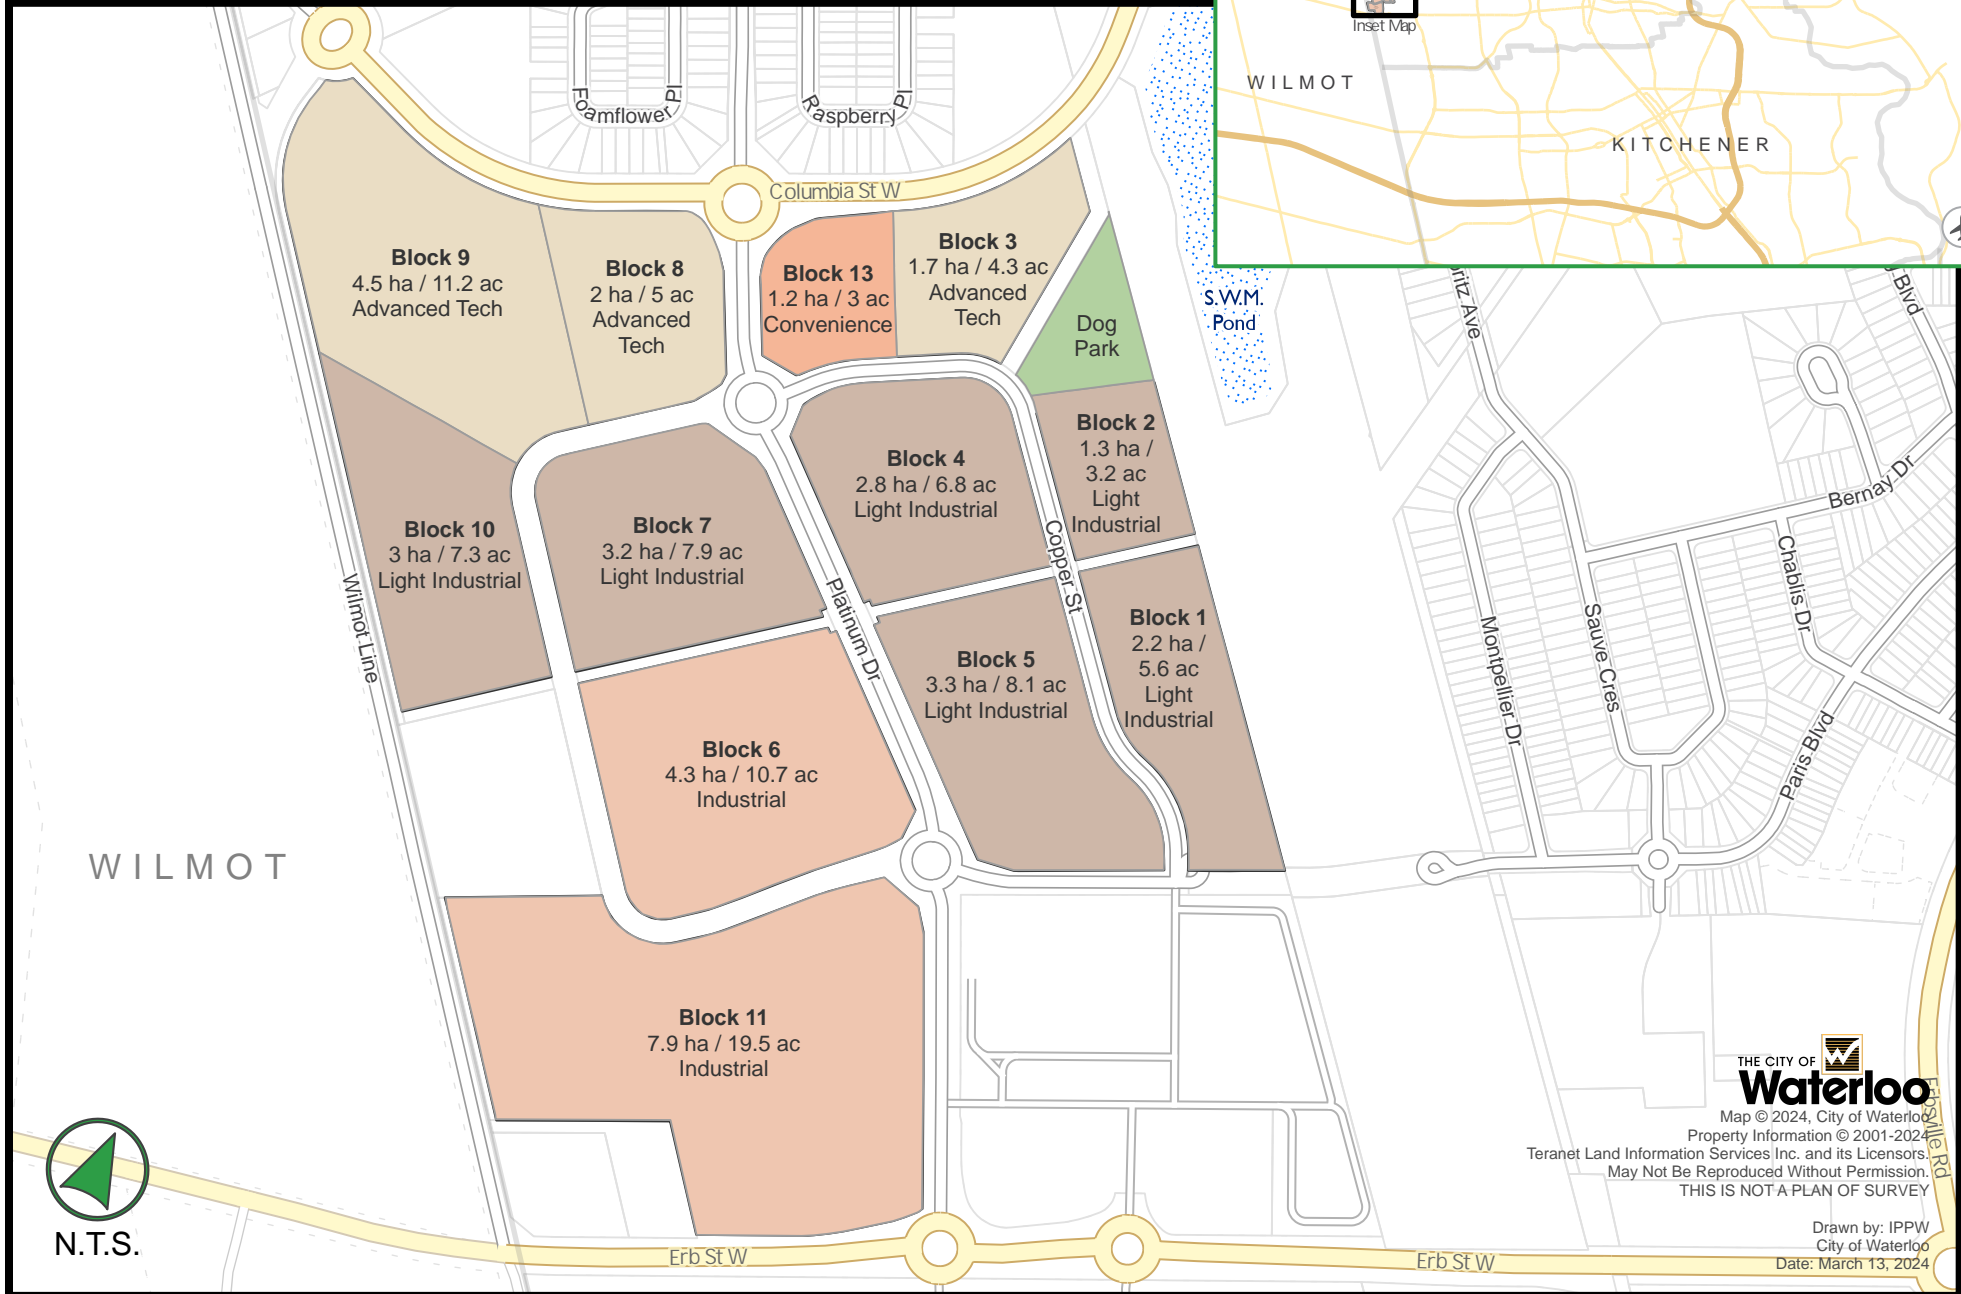 Inset Map
WILMOT
KITCHENER
Foamflower Pl
Raspberry Pl
Columbia St W
Block 9
4.5 ha / 11.2 ac
Advanced Tech
Block 8
2 ha / 5 ac
Advanced
Tech
Block 13
1.2 ha / 3 ac
Convenience
Block 3
1.7 ha / 4.3 ac
Advanced
Tech
Dog
Park
S.W.M.
Pond
Blvd
Block 2
1.3 ha /
3.2 ac
Light
Industrial
Block 4
2.8 ha / 6.8 ac
Light Industrial
Block 10
3 ha / 7.3 ac
Light Industrial
Block 7
3.2 ha / 7.9 ac
Light Industrial
Bernay Dr
Chablis Dr
Copper St
Wilmot Line
Platinum Dr
Block 1
2.2 ha /
5.6 ac
Light
Industrial
Block 5
3.3 ha / 8.1 ac
Light Industrial
Montpellier Dr
Sauve Cres
Paris Blvd
Block 6
4.3 ha / 10.7 ac
Industrial
WILMOT
Block 11
7.9 ha / 19.5 ac
Industrial
THE CITY OF
Waterloo
Map © 2024, City of Waterloo
Property Information © 2001-2024
Teranet Land Information Services Inc. and its Licensors.
May Not Be Reproduced Without Permission.
THIS IS NOT A PLAN OF SURVEY
Erbsville Rd
Drawn by: IPPW
City of Waterloo
Date: March 13, 2024
N.T.S.
Erb St W
Erb St W